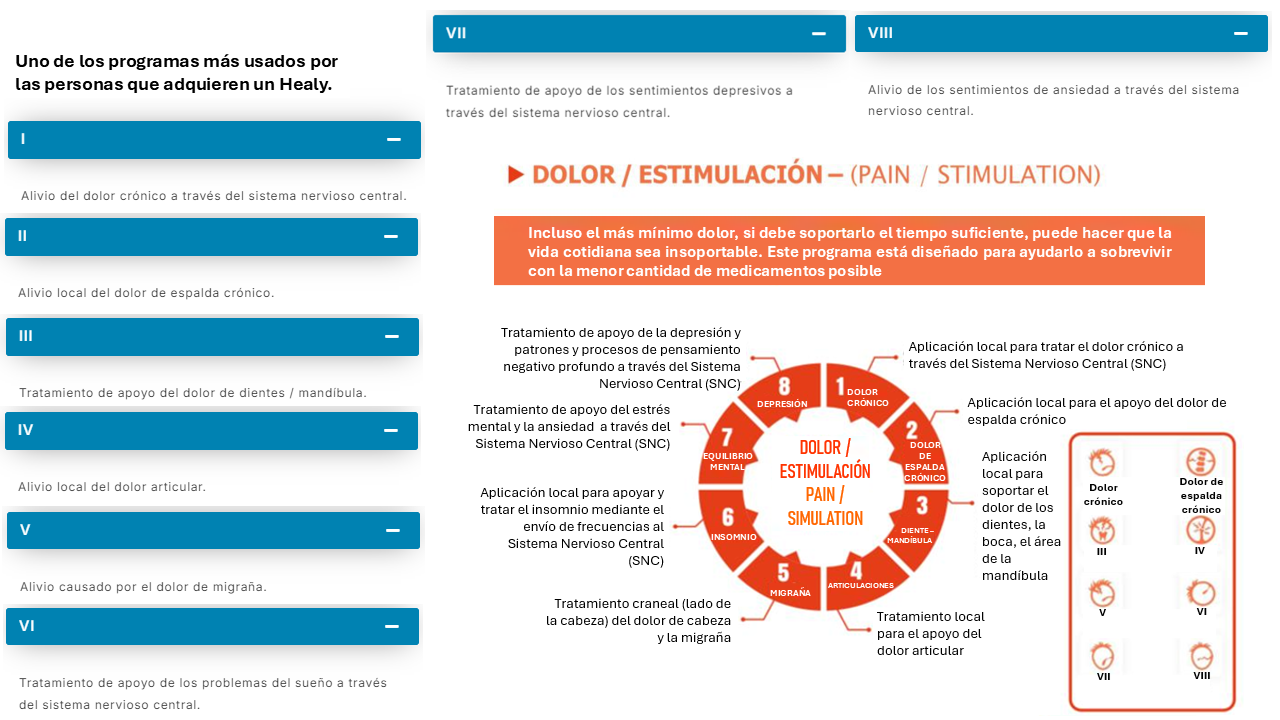 Uno de los programas más usados por
las personas que adquieren un Healy.
I
Alivio del dolor crónico a través del sistema nervioso central.
II
Alivio local del dolor de espalda crónico.
III
Tratamiento de apoyo del dolor de dientes / mandíbula.
IV
Alivio local del dolor articular.
V
Alivio causado por el dolor de migraña.
VI
Tratamiento de apoyo de los problemas del sueño a través
del sistema nervioso central.
VII
Tratamiento de apoyo de los sentimientos depresivos a
través del sistema nervioso central.
VIII
Alivio de los sentimientos de ansiedad a través del sistema
nervioso central.
DOLOR / ESTIMULACIÓN – (PAIN / STIMULATION)
Incluso el más mínimo dolor, si debe soportarlo el tiempo suficiente, puede hacer que la
vida cotidiana sea insoportable. Este programa está diseñado para ayudarlo a sobrevivir
con la menor cantidad de medicamentos posible
Tratamiento de apoyo de la depresión y
patrones y procesos de pensamiento
negativo profundo a través del Sistema
Nervioso Central (SNC)
Tratamiento de apoyo del estrés
mental y la ansiedad a través del
Sistema Nervioso Central (SNC)
Aplicación local para apoyar y
tratar el insomnio mediante el
envío de frecuencias al
Sistema Nervioso Central
(SNC)
Tratamiento craneal (lado de
la cabeza) del dolor de cabeza
y la migraña
8
DEPRESIÓN
1
DOLOR
CRÓNICO
2
DOLOR
DE
ESPALDA
CRÓNICO
3
DIENTE –
MANDÍBULA
4
ARTICULACIONES
5
MIGRAÑA
6
INSOMNIO
7
EQUILIBRIO
MENTAL
DOLOR /
ESTIMULACIÓN
PAIN /
SIMULATION
Aplicación local para tratar el dolor crónico a
través del Sistema Nervioso Central (SNC)
Aplicación local para el apoyo del dolor de
espalda crónico
Aplicación
local para
soportar el
dolor de los
dientes, la
boca, el área
de la
mandíbula
Tratamiento local
para el apoyo del
dolor articular
Dolor
crónico
Dolor de
espalda
crónico
III
IV
V
VI
VII
VIII